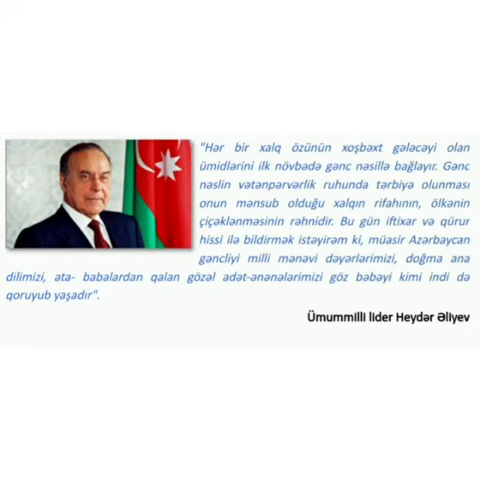 "Hər bir xalq özünün xoşbəxt gələcəyi olan
ümidlərini ilk növbədə gənc nəsillə bağlayır. Gənc
nəslin vətənpərvərlik ruhunda tərbiyə olunması
onun mənsub olduğu xalqın rifahının, ölkənin
çiçəklənməsinin rəhnidir. Bu gün iftixar və qürur
hissi ilə bildirmək istəyirəm ki, müasir Azərbaycan
gəncliyi milli mənəvi dəyərlərimizi, doğma ana
dilimizi, ata- babalardan qalan gözəl adət-ənənələrimizi göz bəbəyi kimi indi də
qoruyub yaşadır".
Ümummilli lider Heydər Əliyev